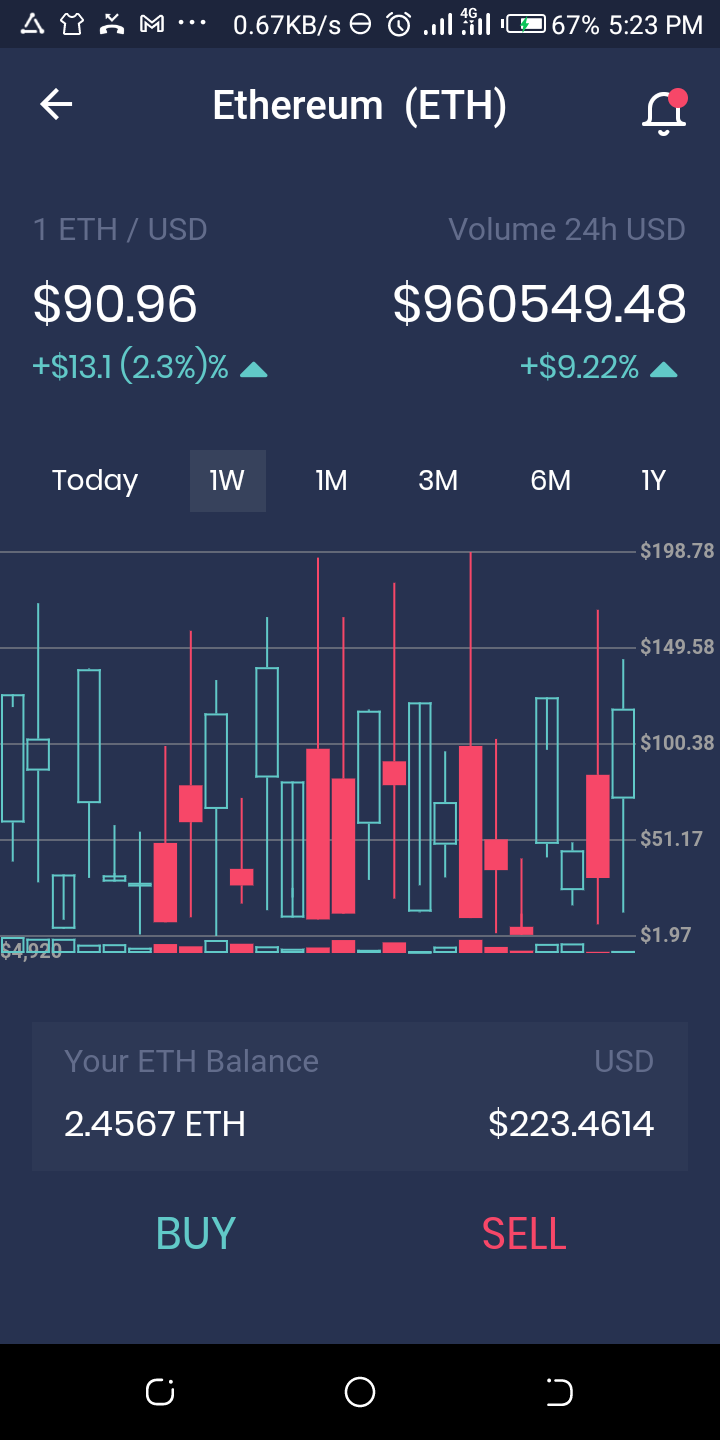 0.67KB/s 4G 67% 5:23 PM
Ethereum (ETH)
1 ETH / USD Volume 24h USD
$90.96 $960549.48
+$13.1 (2.3%)% +$9.22%
Today 1W 1M 3M 6M 1Y
$198.78
$149.58
$100.38
$51.17
$1.97
$4,920
Your ETH Balance USD
2.4567 ETH $223.4614
BUY SELL